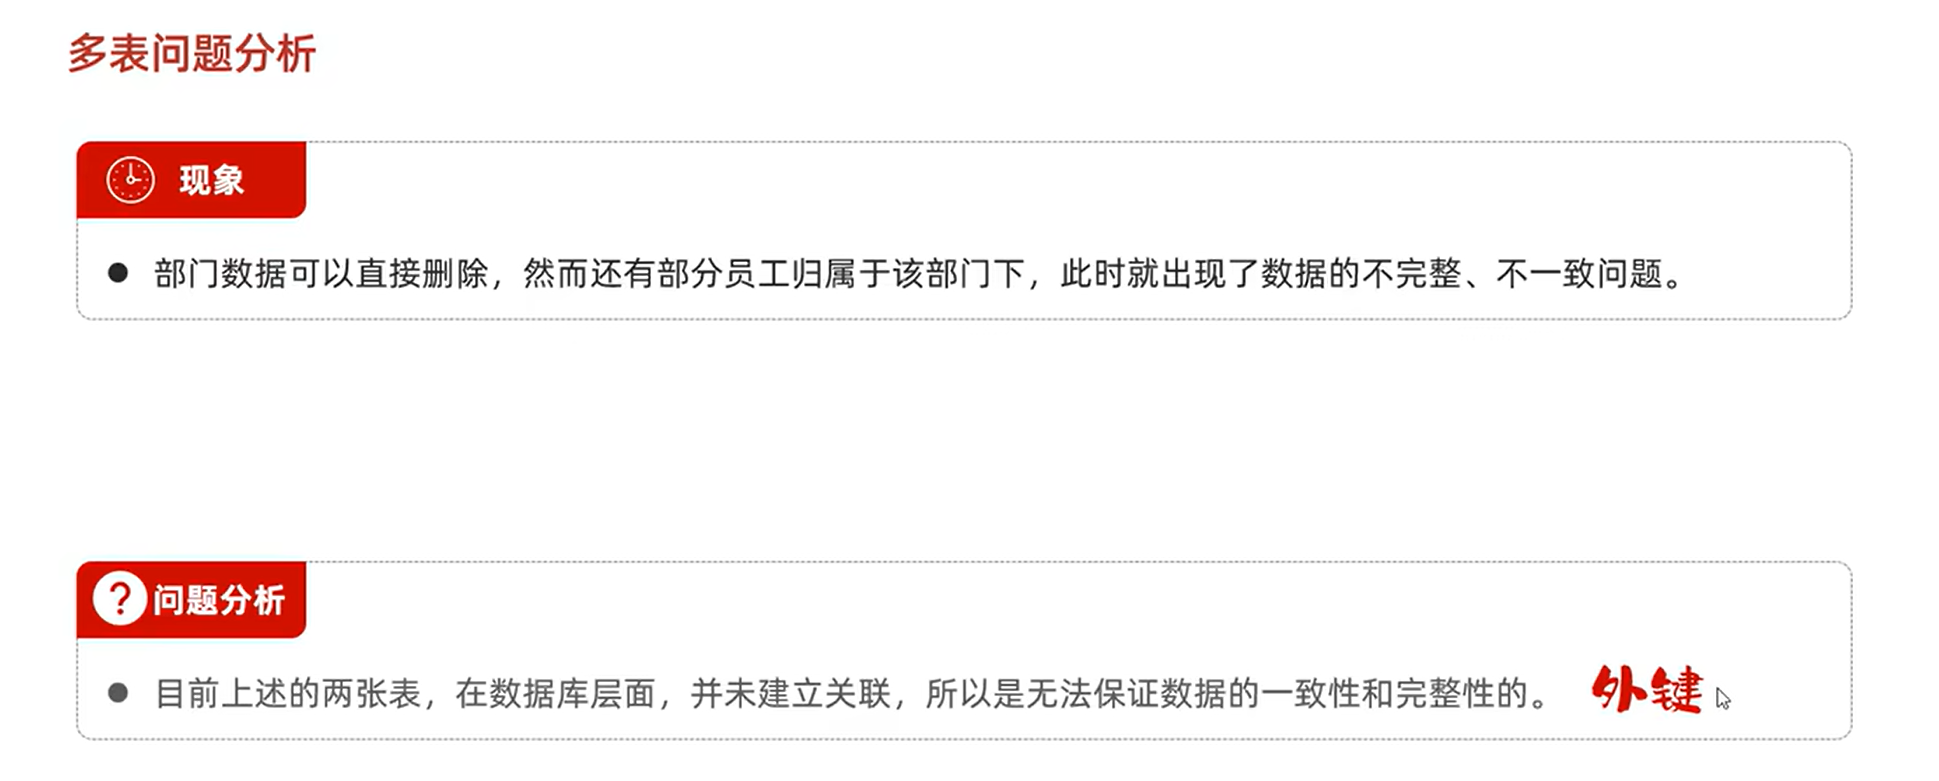 多表问题分析
现象
部门数据可以直接删除，然而还有部分员工归属于该部门下，此时就出现了数据的不完整、不一致问题。
?
问题分析
目前上述的两张表，在数据库层面，并未建立关联，所以是无法保证数据的一致性和完整性的。 外键